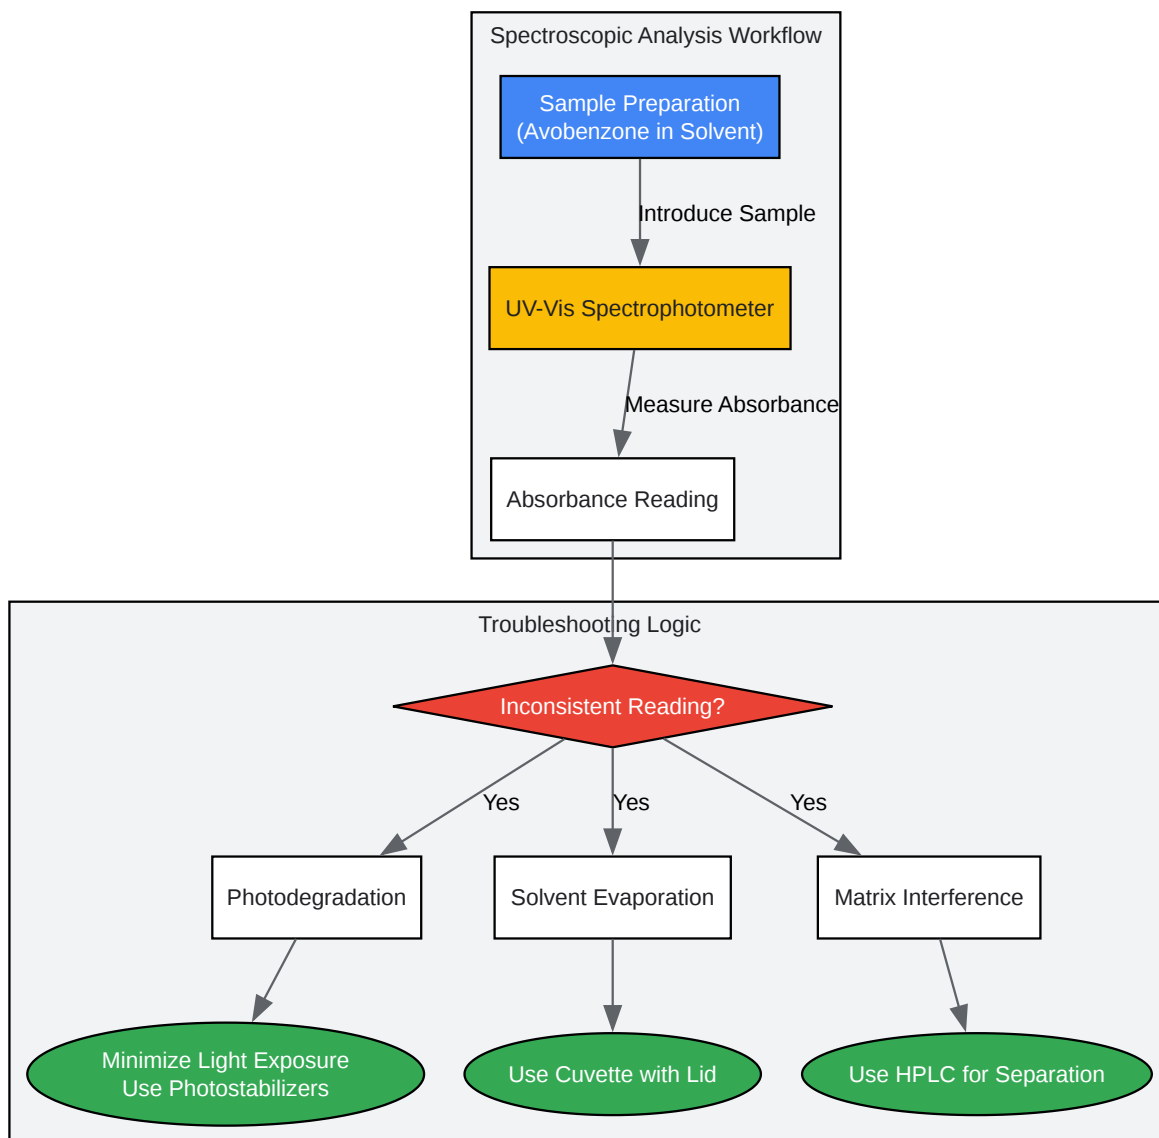 Spectroscopic Analysis Workflow
Sample Preparation
(Avobenzone in Solvent)
Introduce Sample
UV-Vis Spectrophotometer
Measure Absorbance
Absorbance Reading
Troubleshooting Logic
Inconsistent Reading?
Yes
Yes
Yes
Photodegradation
Solvent Evaporation
Matrix Interference
Minimize Light Exposure
Use Photostabilizers
Use Cuvette with Lid
Use HPLC for Separation